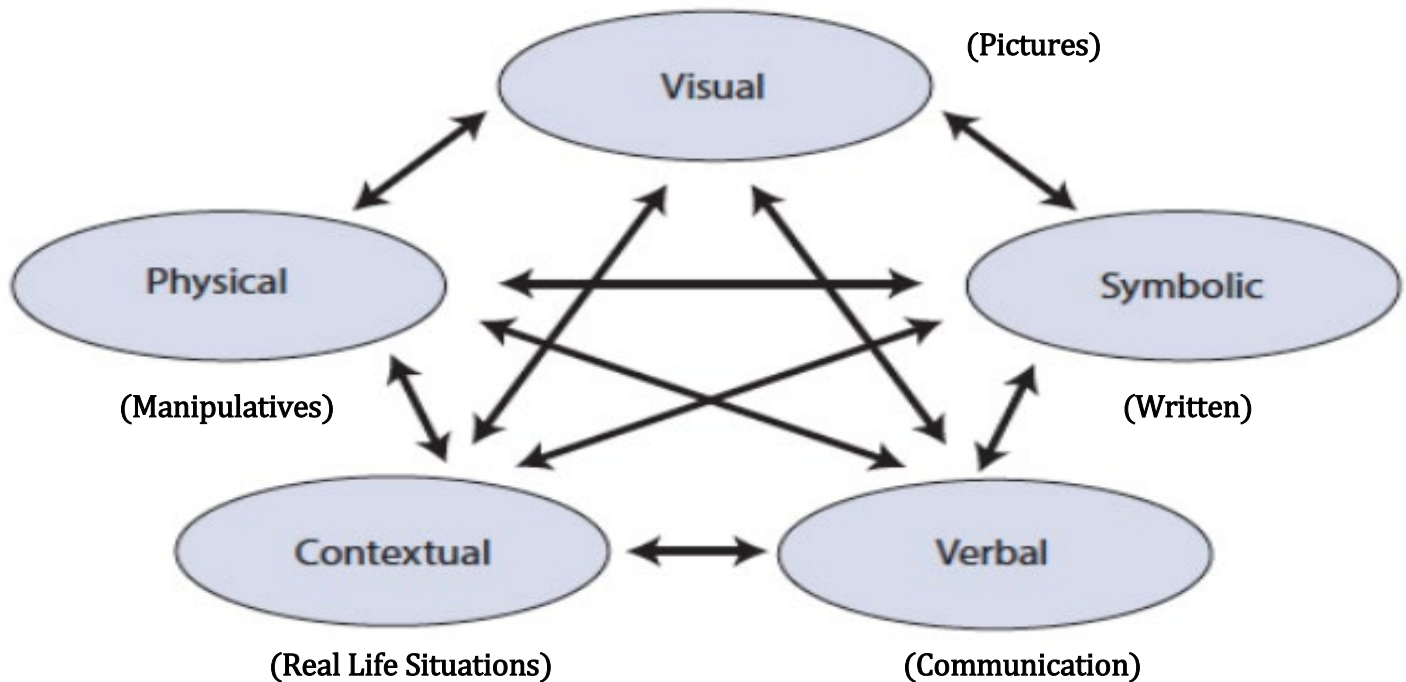 Visual
(Pictures)
Physical
Symbolic
(Manipulatives)
(Written)
Contextual
Verbal
(Real Life Situations)
(Communication)